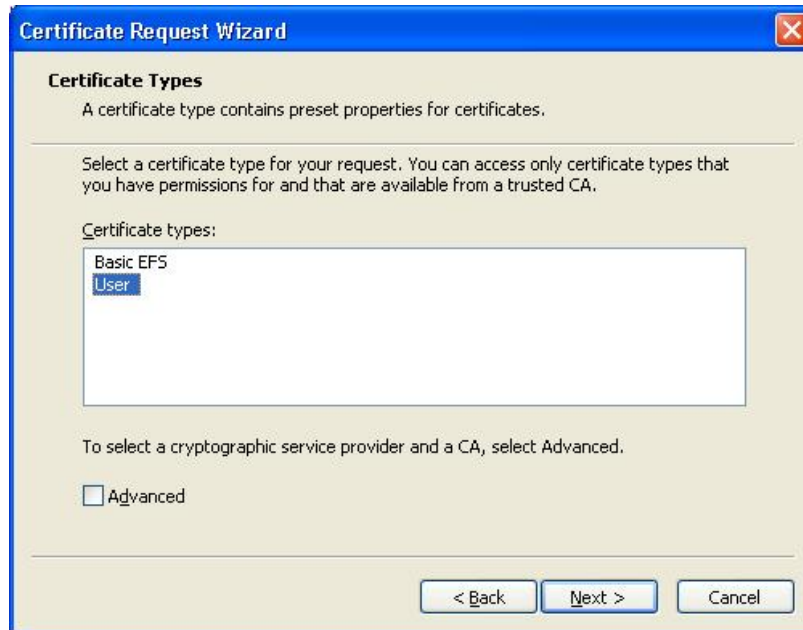 Certificate Request Wizard
Certificate Types
A certificate type contains preset properties for certificates.
Select a certificate type for your request. You can access only certificate types that
you have permissions for and that are available from a trusted CA.
Certificate types:
Basic EFS
User
To select a cryptographic service provider and a CA, select Advanced.
Advanced
< Back Next > Cancel